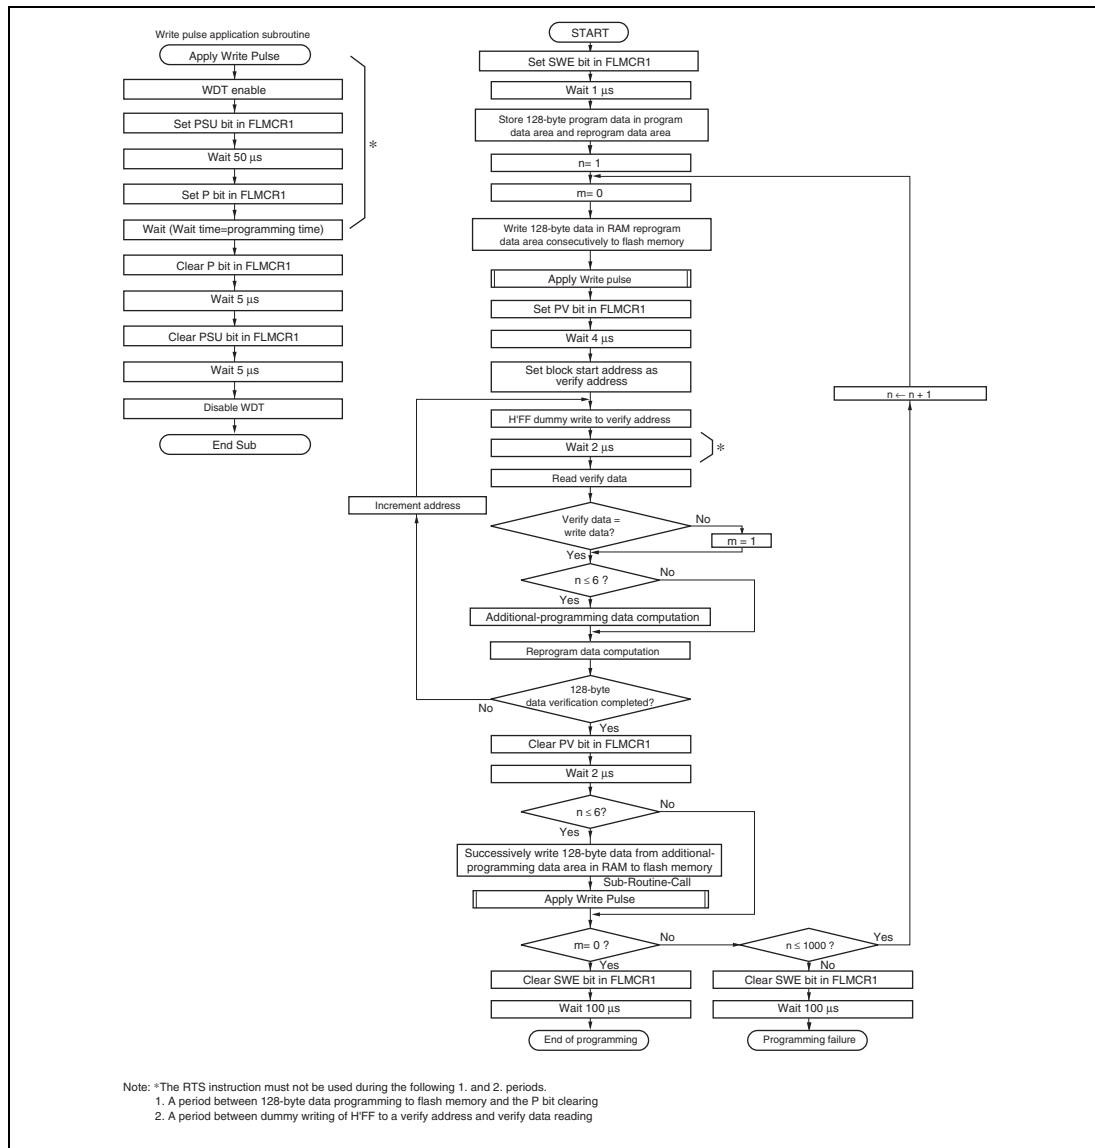 Write pulse application subroutine
Apply Write Pulse
WDT enable
Set PSU bit in FLMCR1
Wait 50 µs
Set P bit in FLMCR1
Wait (Wait time=programming time)
Clear P bit in FLMCR1
Wait 5 µs
Clear PSU bit in FLMCR1
Wait 5 µs
Disable WDT
End Sub
*
START
Set SWE bit in FLMCR1
Wait 1 µs
Store 128-byte program data in program
data area and reprogram data area
n= 1
m= 0
Write 128-byte data in RAM reprogram
data area consecutively to flash memory
Apply Write pulse
Set PV bit in FLMCR1
Wait 4 µs
Set block start address as
verify address
n ← n + 1
H'FF dummy write to verify address
Wait 2 µs
*
Read verify data
Increment address
Verify data =
write data?
No
m = 1
Yes
n ≤ 6 ?
No
Yes
Additional-programming data computation
Reprogram data computation
128-byte
data verification completed?
No
Yes
Clear PV bit in FLMCR1
Wait 2 µs
n ≤ 6?
No
Yes
Successively write 128-byte data from additional-
programming data area in RAM to flash memory
Sub-Routine-Call
Apply Write Pulse
m= 0 ?
No
n ≤ 1000 ?
Yes
Yes
No
Clear SWE bit in FLMCR1
Clear SWE bit in FLMCR1
Wait 100 µs
Wait 100 µs
End of programming
Programming failure
Note: *The RTS instruction must not be used during the following 1. and 2. periods.
1. A period between 128-byte data programming to flash memory and the P bit clearing
2. A period between dummy writing of H'FF to a verify address and verify data reading